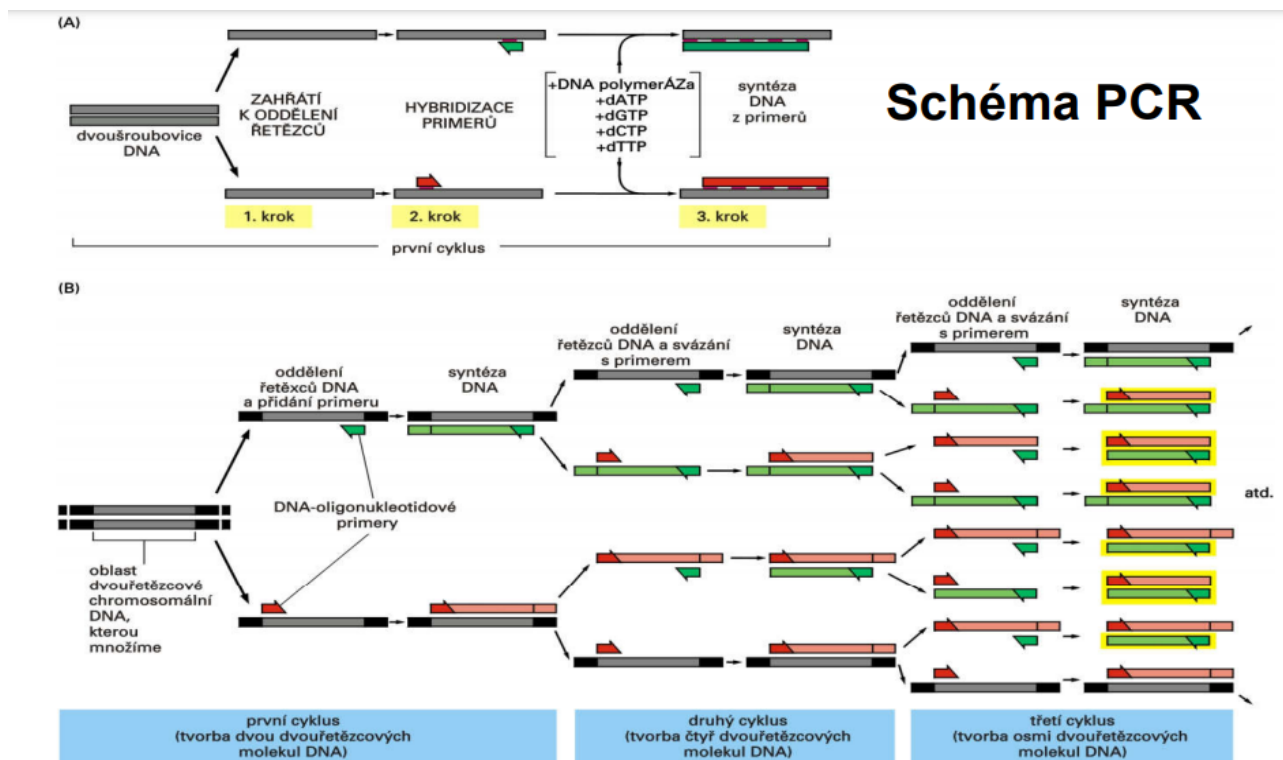 (A)
Schéma PCR
dvoušroubovice
DNA
ZAHŘÁTÍ
K ODDĚLENÍ
ŘETĚZCŮ
HYBRIDIZACE
PRIMERŮ
+DNA polymerÁZa
+dATP
+dGTP
+dCTP
+dTTP
syntéza
DNA
z primerů
1. krok
2. krok
3. krok
první cyklus
(B)
oddělení
řetěxců DNA
a přidání primeru
syntéza
DNA
oddělení
řetězců DNA a svázání
s primerem
syntéza
DNA
oddělení
řetězců DNA a svázání
s primerem
syntéza
DNA
DNA-oligonukleotidové
primery
oblast
dvouřetězcové
chromosomální
DNA,
kterou
množíme
atd.
první cyklus
(tvorba dvou dvouřetězcových
molekul DNA)
druhý cyklus
(tvorba čtyř dvouřetězcových
molekul DNA)
třetí cyklus
(tvorba osmi dvouřetězcových
molekul DNA)